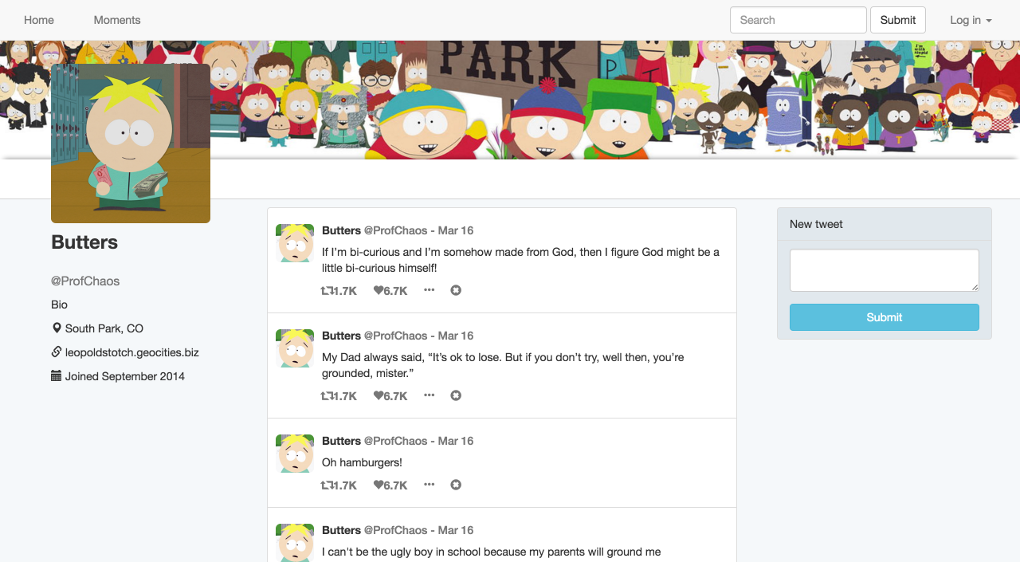 Home
Moments
Search
Submit
Log in
PARK
Butters
@ProfChaos
Bio
South Park, CO
leopoldstotch.geocities.biz
Joined September 2014
Butters @ProfChaos - Mar 16
If I'm bi-curious and I'm somehow made from God, then I figure God might be a
little bi-curious himself!
1.7K 6.7K
Butters @ProfChaos - Mar 16
My Dad always said, “It's ok to lose. But if you don't try, well then, you're
grounded, mister.”
1.7K 6.7K
Butters @ProfChaos - Mar 16
Oh hamburgers!
1.7K 6.7K
Butters @ProfChaos - Mar 16
I can't be the ugly boy in school because my parents will ground me
New tweet
Submit